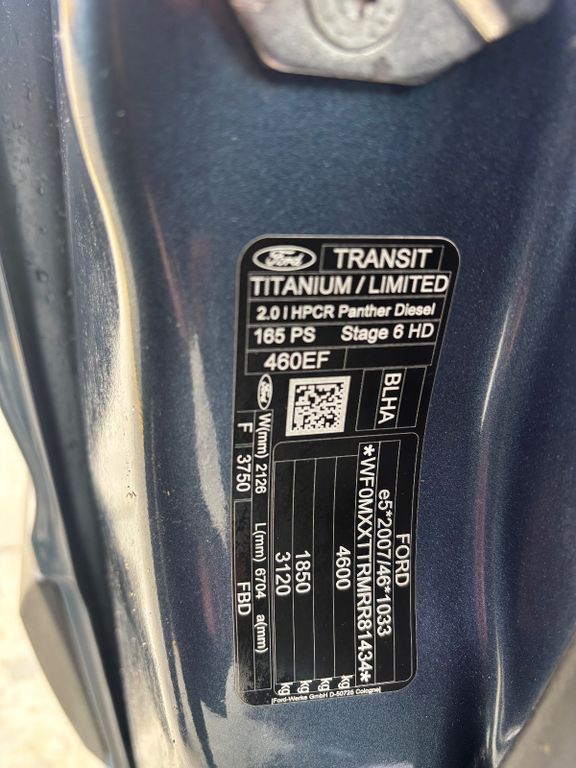 Ford TRANSIT
TITANIUM / LIMITED
2.0 l HPCR Panther Diesel
165 PS Stage 6 HD
460EF
BLHA
FORD
e5*2007/46*1033
*WF0MXXTTRMRR81434*
4600 kg
kg
1850 kg
3120 kg
Ford
W(mm) 2126 L(mm) 6704 a(mm)
F 3750 FBD
Ford-Werke GmbH D-50725 Cologne